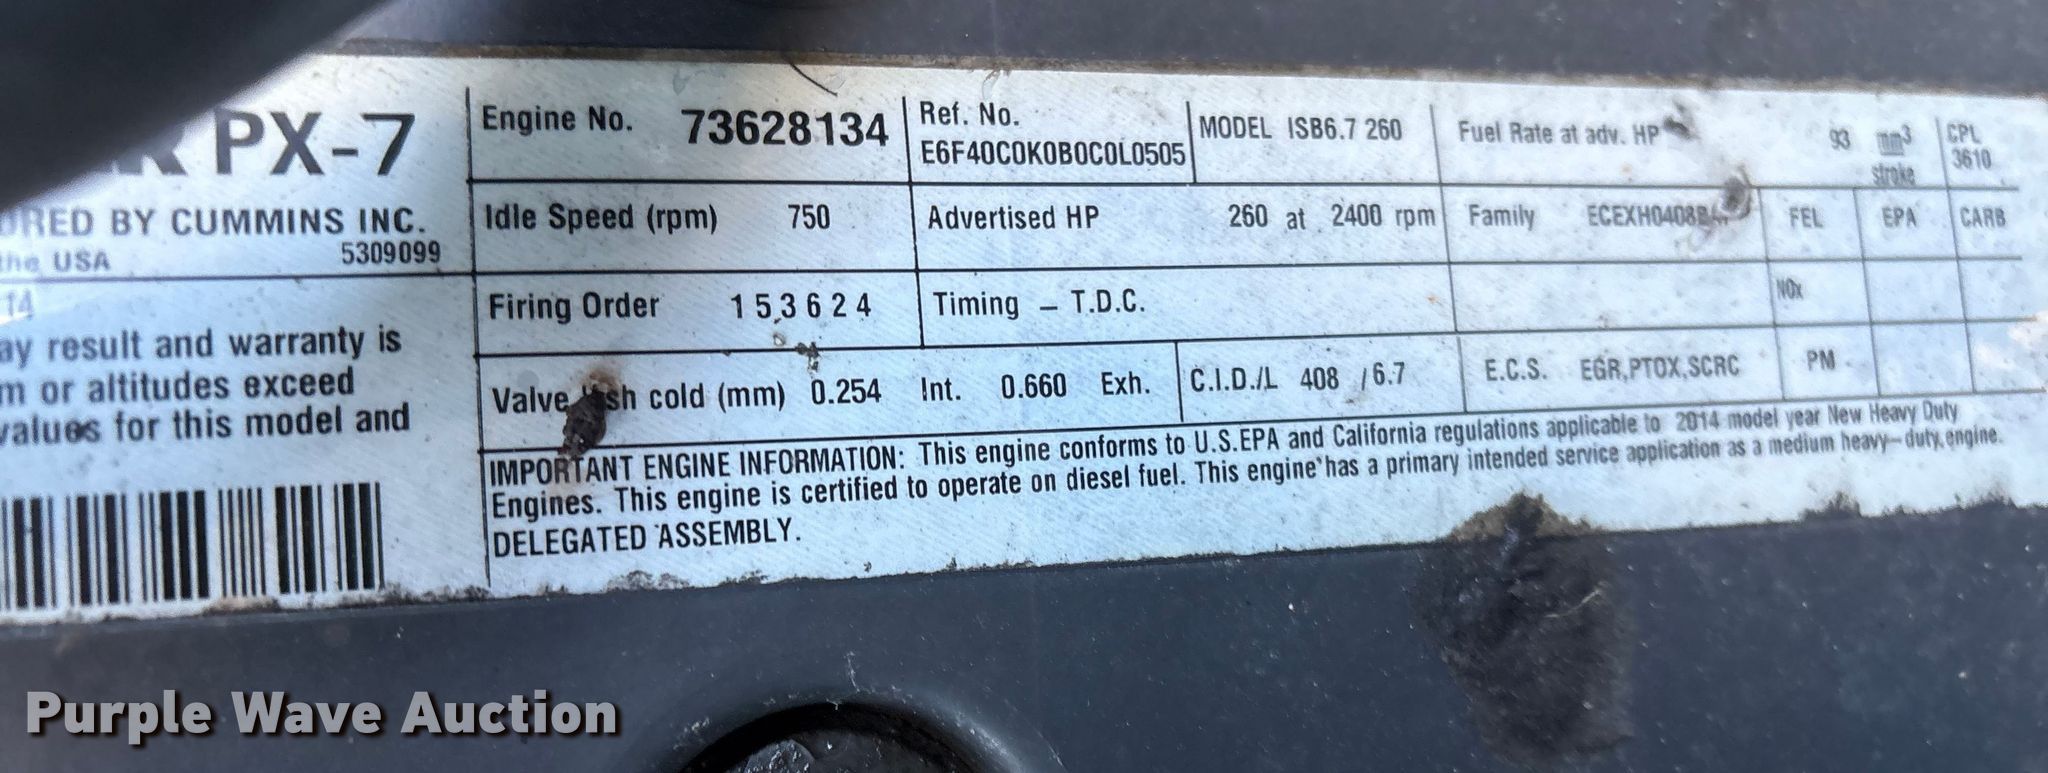 PX-7
BY CUMMINS INC.
the USA 5309099
14
result and warranty is
or altitudes exceed
values for this model and
Engine No. 73628134
Ref. No.
E6F40C0K0B0C0L0505
MODEL ISB6.7 260
Fuel Rate at adv. HP 93 mm3
stroke
CPL
3610
Idle Speed (rpm) 750
Advertised HP 260 at 2400 rpm
Family
FEL EPA CARB
Firing Order 1 5 3 6 2 4
Timing – T.D.C.
NOx
Valve cold (mm) 0.254 Int. 0.660 Exh.
C.I.D./L 408 / 6.7
E.C.S. EGR,PTOX,SCRC
PM
IMPORTANT ENGINE INFORMATION: This engine conforms to U.S.EPA and California regulations applicable to 2014 model year New Heavy Duty
Engines. This engine is certified to operate on diesel fuel. This engine has a primary intended service application as a medium heavy-duty engine.
DELEGATED ASSEMBLY.
Purple Wave Auction